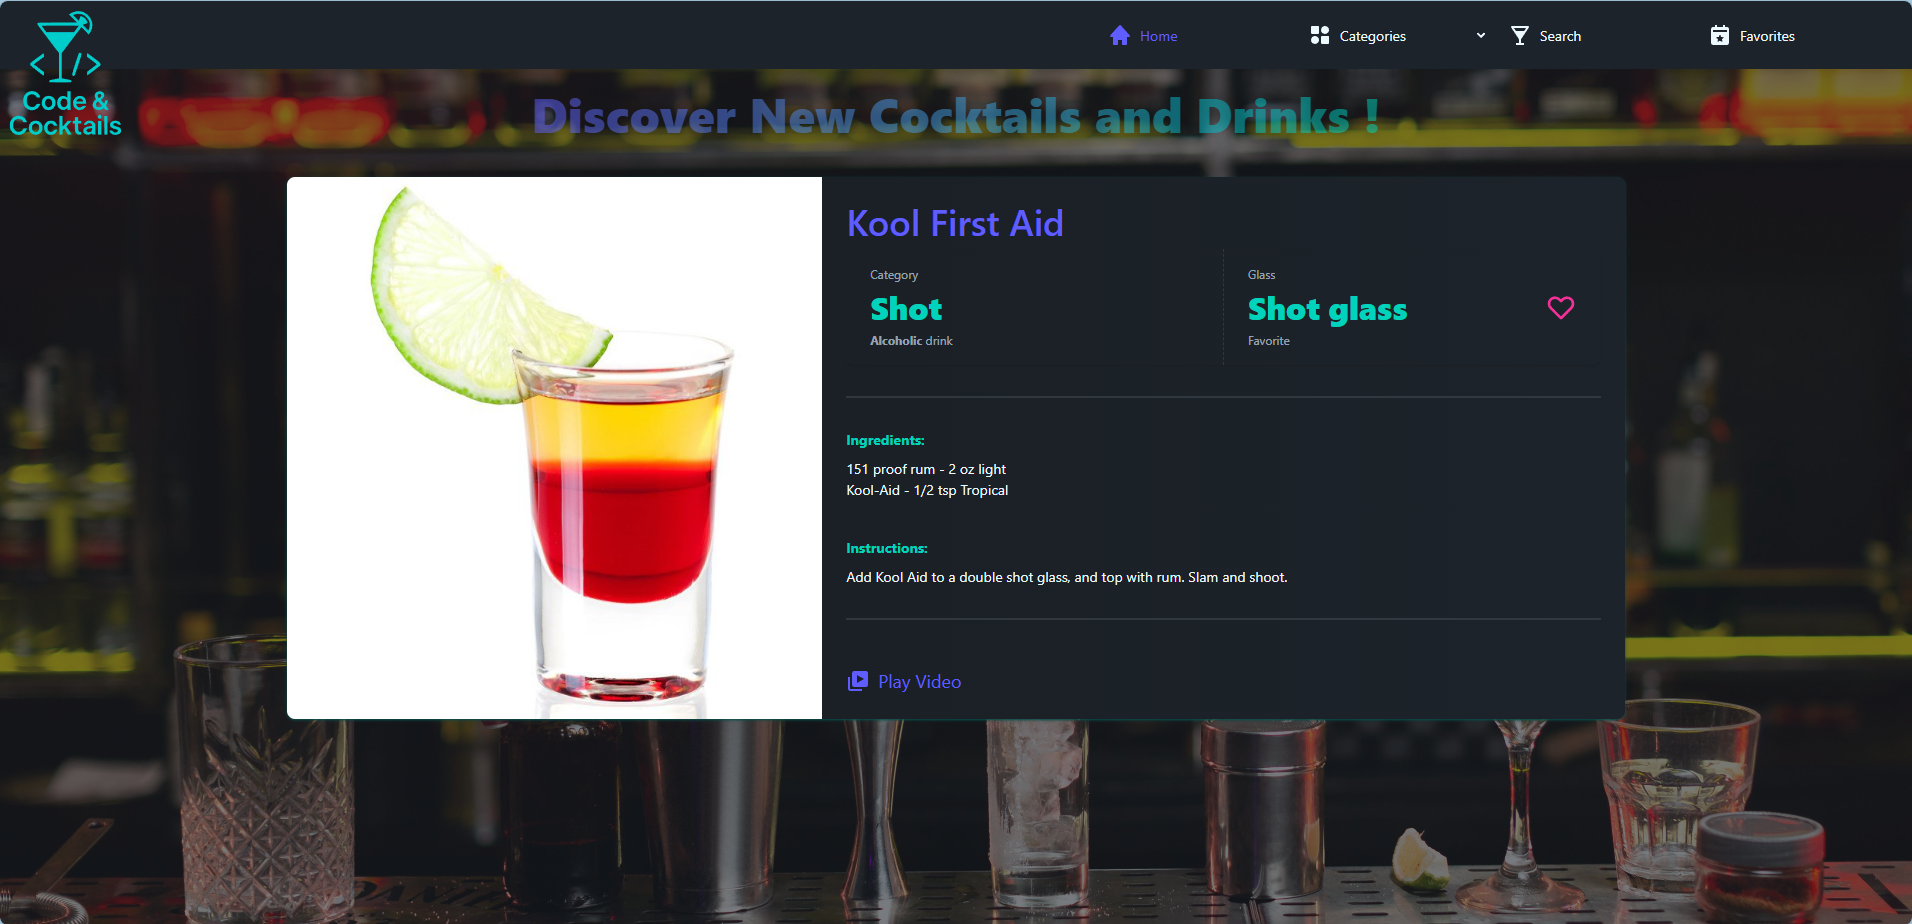 Home
Categories
Search
Favorites
Code &
Cocktails
Discover New Cocktails and Drinks !
Kool First Aid
Category
Shot
Alcoholic drink
Glass
Shot glass
Favorite
Ingredients:
151 proof rum - 2 oz light
Kool-Aid - 1/2 tsp Tropical
Instructions:
Add Kool Aid to a double shot glass, and top with rum. Slam and shoot.
Play Video